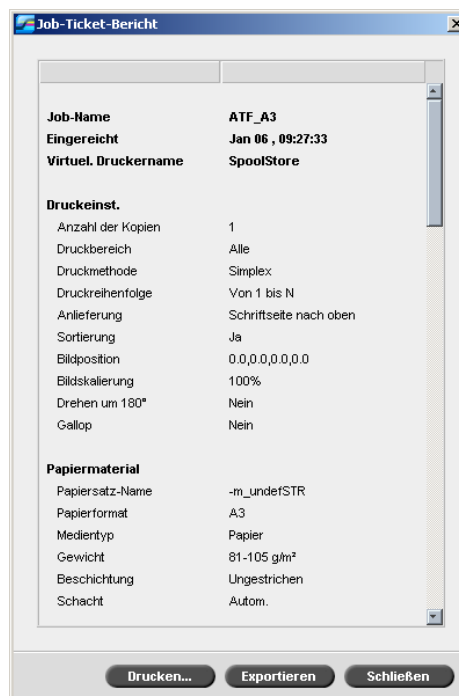 Job-Ticket-Bericht
Job-Name ATF_A3
Eingereicht Jan 06 , 09:27:33
Virtuel. Druckername SpoolStore
Druckeinst.
Anzahl der Kopien 1
Druckbereich Alle
Druckmethode Simplex
Druckreihenfolge Von 1 bis N
Anlieferung Schriftseite nach oben
Sortierung Ja
Bildposition 0.0,0.0,0.0,0.0
Bildskalierung 100%
Drehen um 180° Nein
Gallop Nein
Papiermaterial
Papiersatz-Name -m_undefSTR
Papierformat A3
Medientyp Papier
Gewicht 81-105 g/m²
Beschichtung Ungestrichen
Schacht Autom.
Drucken... Exportieren Schließen